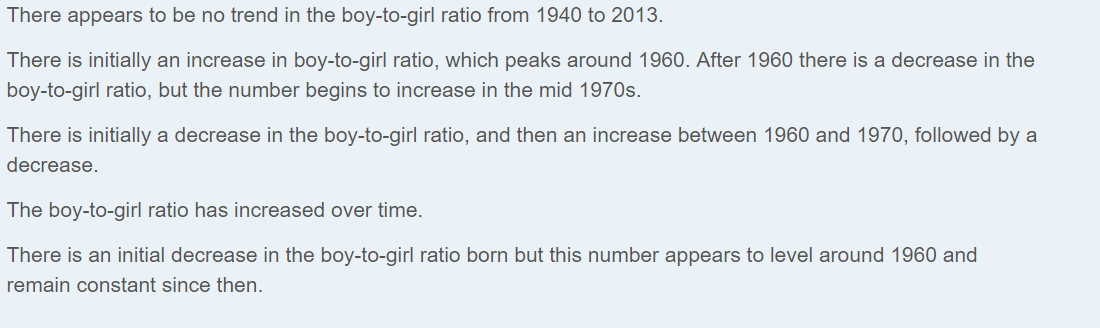 There appears to be no trend in the boy-to-girl ratio from 1940 to 2013.
There is initially an increase in boy-to-girl ratio, which peaks around 1960. After 1960 there is a decrease in the
boy-to-girl ratio, but the number begins to increase in the mid 1970s.
There is initially a decrease in the boy-to-girl ratio, and then an increase between 1960 and 1970, followed by a
decrease.
The boy-to-girl ratio has increased over time.
There is an initial decrease in the boy-to-girl ratio born but this number appears to level around 1960 and
remain constant since then.